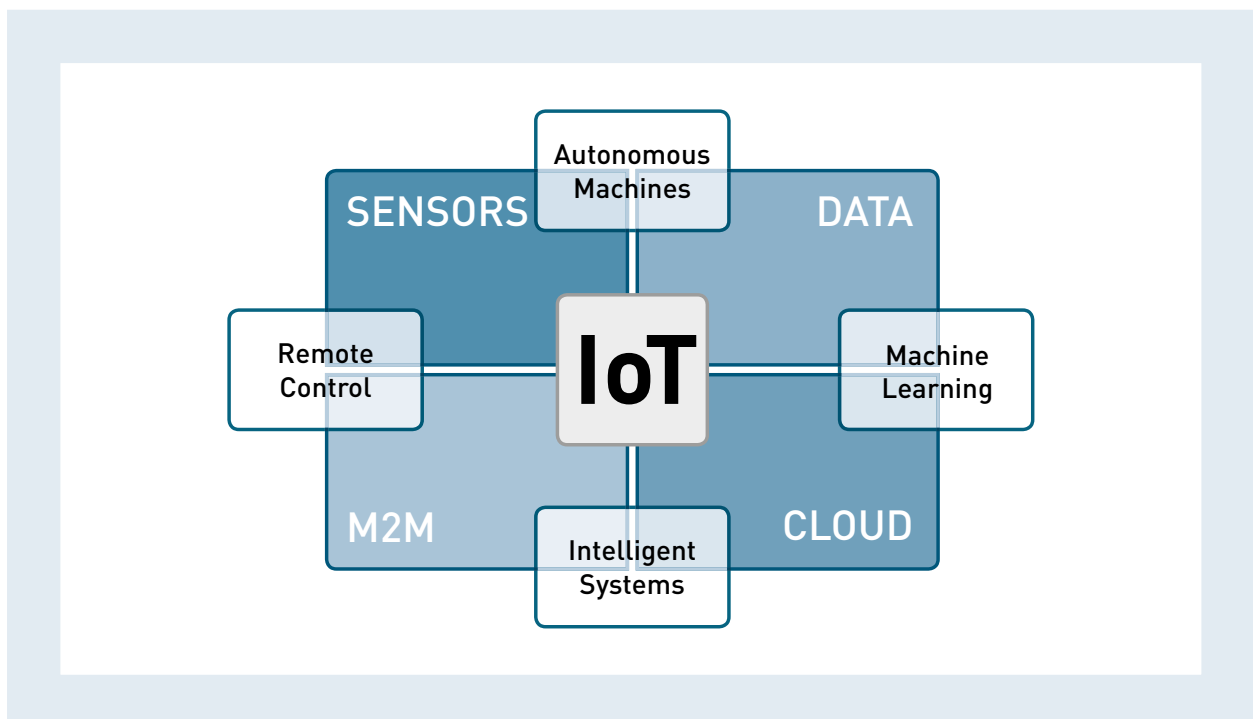 Autonomous
Machines
SENSORS
DATA
Remote
Control
IoT
Machine
Learning
M2M
CLOUD
Intelligent
Systems